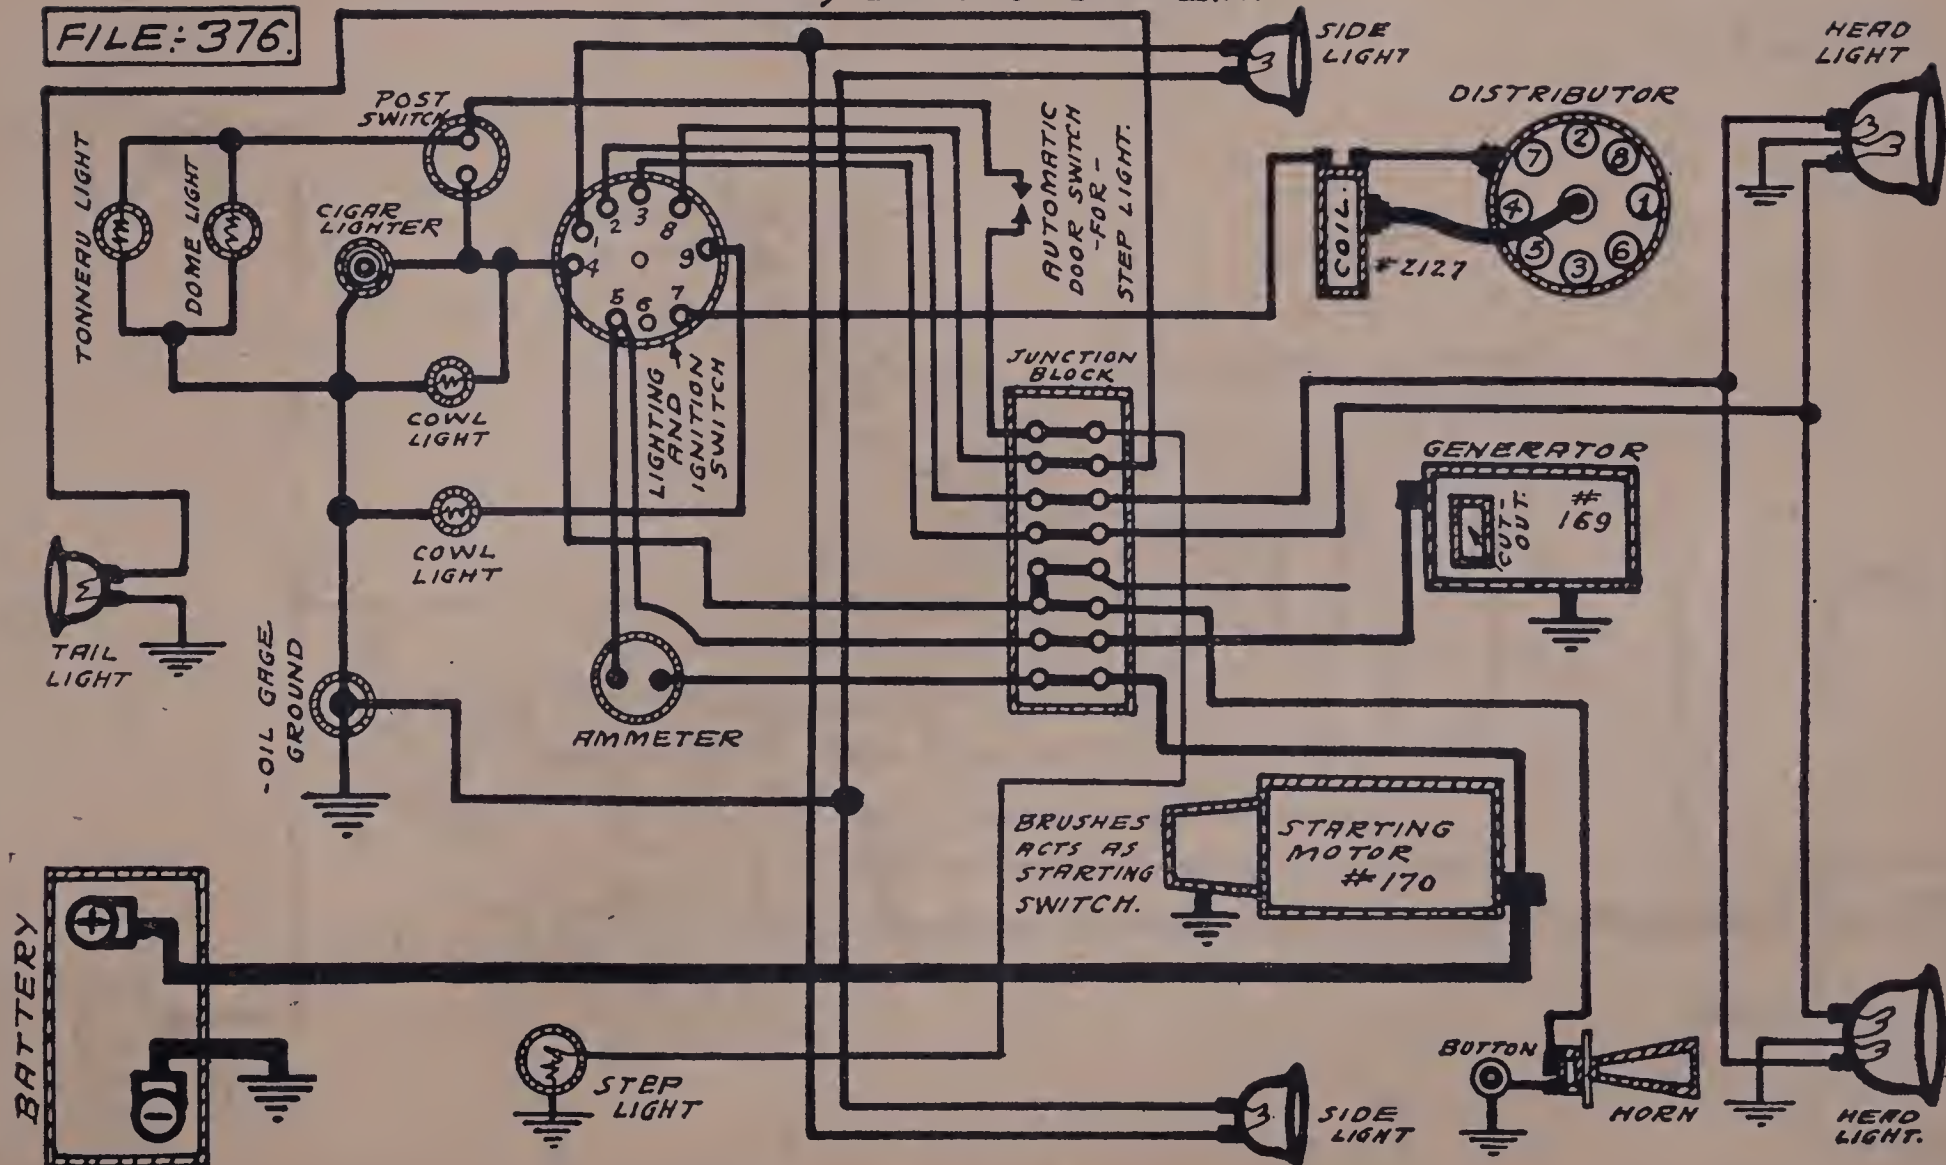 FILE:- 376.
SIDE
LIGHT
HEAD
LIGHT
POST
SWITCH
DISTRIBUTOR
7 2 8
4 1
5 3 6
COIL.
#2127
TONNEAU LIGHT
DOME LIGHT
CIGAR
LIGHTER
1 2 3 8
4 9
5 6 7
AUTOMATIC
DOOR SWITCH
-FOR-
STEP LIGHT.
LIGHTING
AND
IGNITION
SWITCH
JUNCTION
BLOCK
COWL
LIGHT
COWL
LIGHT
GENERATOR
CUT-
OUT.
#
169
TAIL
LIGHT
-OIL GAGE
GROUND
AMMETER
BRUSHES
ACTS AS
STARTING
SWITCH.
STARTING
MOTOR
#170
BATTERY
+
-
STEP
LIGHT
SIDE
LIGHT
BUTTON
HORN
HEAD
LIGHT.